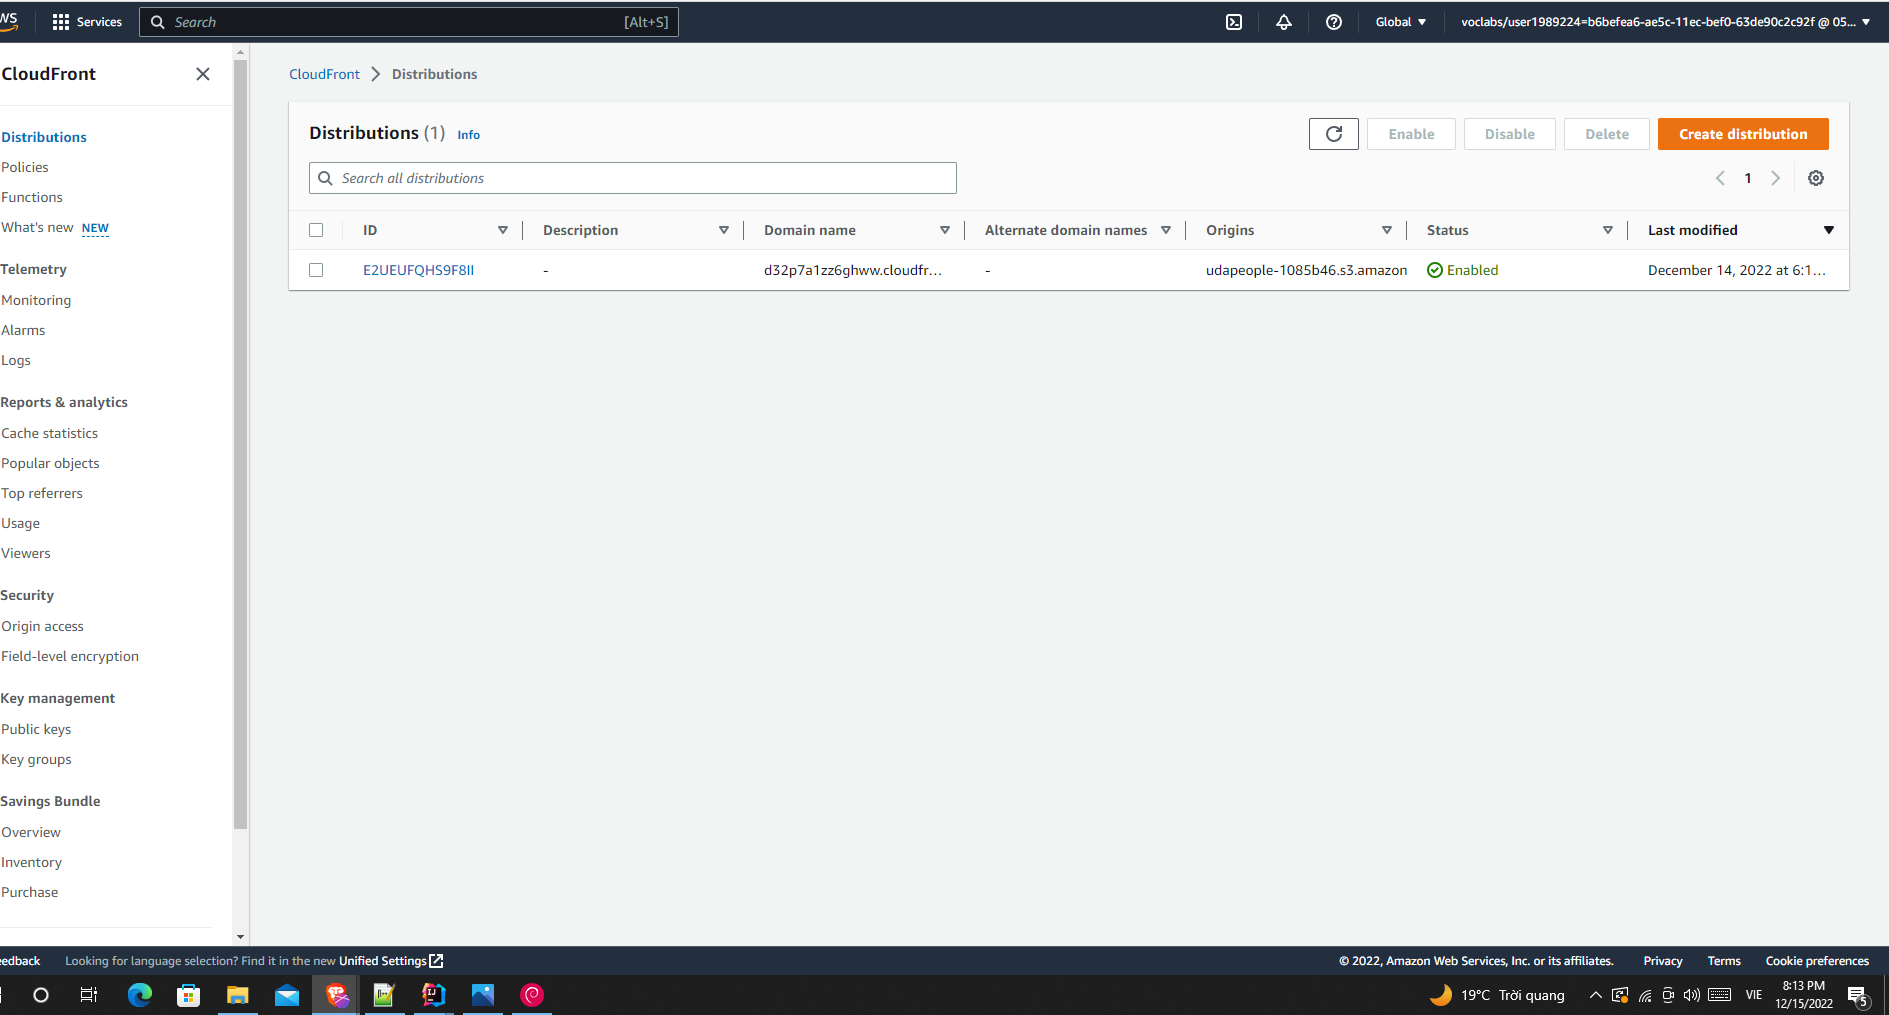 WS
Services
Search
[Alt+S]
Global
voclabs/user1989224=b6befea6-ae5c-11ec-bef0-63de90c2c92f @ 05...
CloudFront
Distributions
Policies
Functions
What's new NEW
Telemetry
Monitoring
Alarms
Logs
Reports & analytics
Cache statistics
Popular objects
Top referrers
Usage
Viewers
Security
Origin access
Field-level encryption
Key management
Public keys
Key groups
Savings Bundle
Overview
Inventory
Purchase
CloudFront Distributions
Distributions (1) Info
Enable
Disable
Delete
Create distribution
Search all distributions
1
ID Description Domain name Alternate domain names Origins Status Last modified
E2UEUFQHS9F8II - d32p7a1zz6ghww.cloudfr... - udapeople-1085b46.s3.amazon Enabled December 14, 2022 at 6:1...
eedback
Looking for language selection? Find it in the new Unified Settings
© 2022, Amazon Web Services, Inc. or its affiliates.
Privacy
Terms
Cookie preferences
19°C Trời quang
VIE
8:13 PM
12/15/2022
5